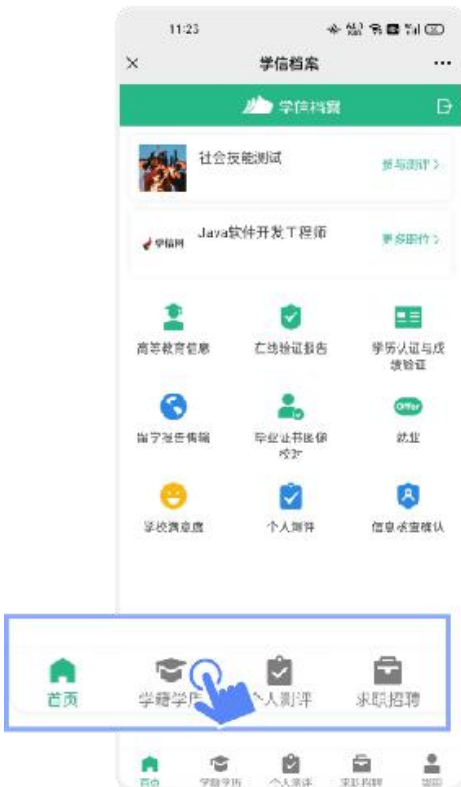 11:23
学信档案
学信档案
社会技能测试
参与测评 >
学信网
Java软件开发工程师
更多职位 >
高等教育信息
在线验证报告
学历认证与成
绩验证
留学报告传输
毕业证书图像
校对
Offer
就业
学校满意度
个人测评
信息核查确认
首页
学籍学历
个人测评
求职招聘
首页
学籍学历
个人测评
求职招聘